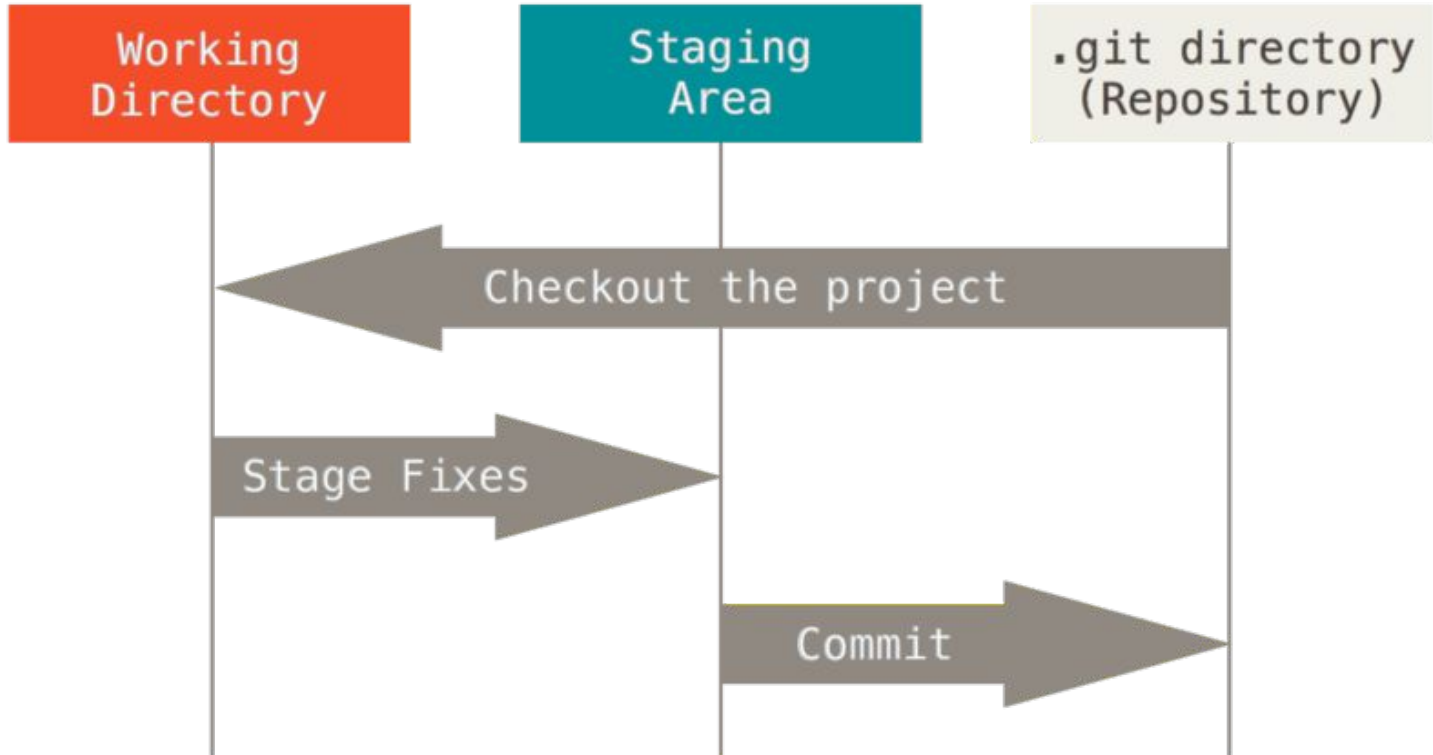 Working
Directory
Staging
Area
.git directory
(Repository)
Checkout the project
Stage Fixes
Commit